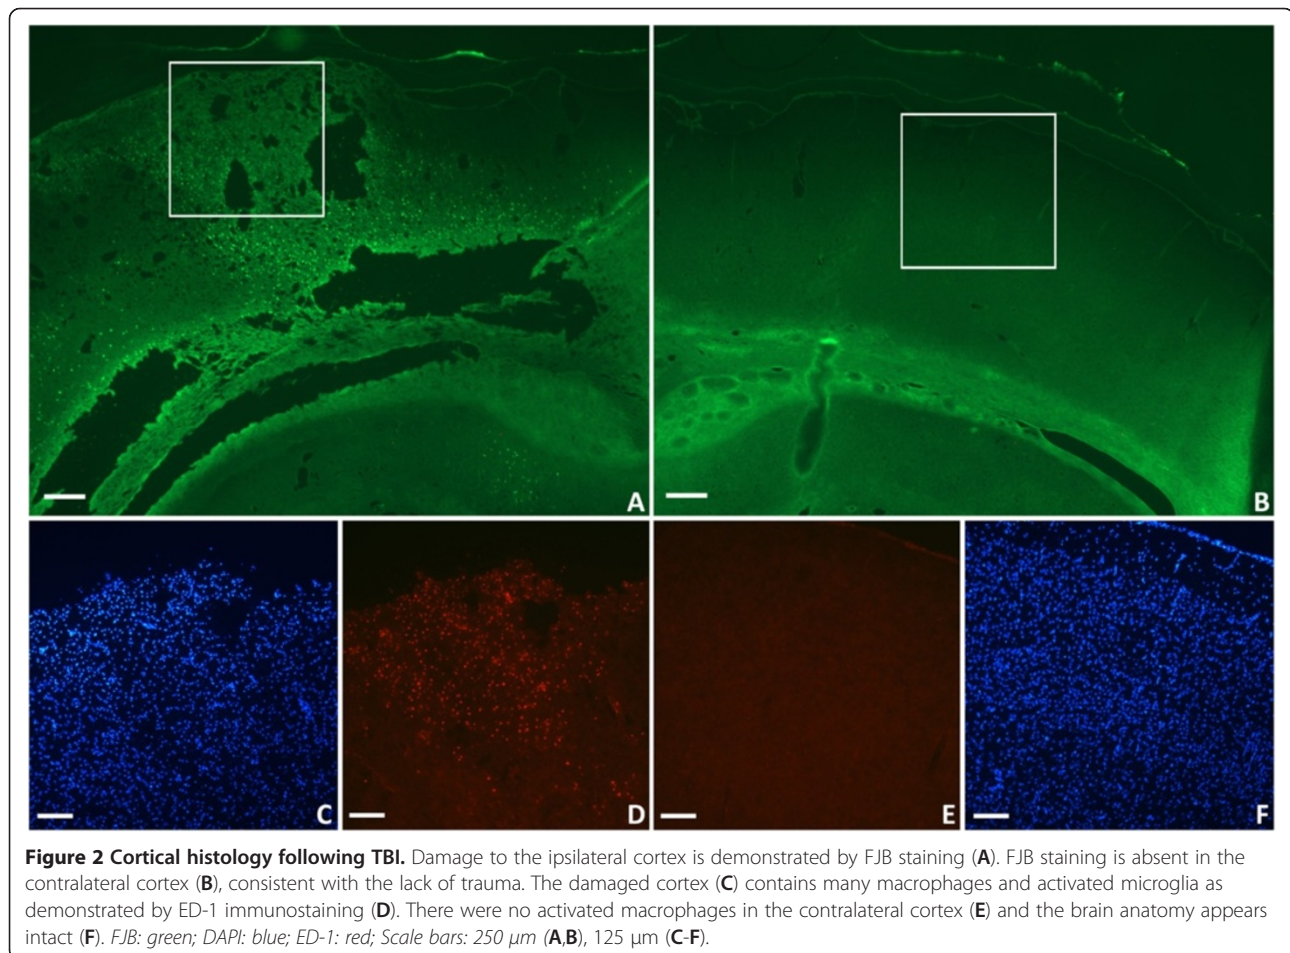 A
B
C
D
E
F
Figure 2 Cortical histology following TBI. Damage to the ipsilateral cortex is demonstrated by FJB staining (A). FJB staining is absent in the
contralateral cortex (B), consistent with the lack of trauma. The damaged cortex (C) contains many macrophages and activated microglia as
demonstrated by ED-1 immunostaining (D). There were no activated macrophages in the contralateral cortex (E) and the brain anatomy appears
intact (F). FJB: green; DAPI: blue; ED-1: red; Scale bars: 250 μm (A,B), 125 μm (C-F).